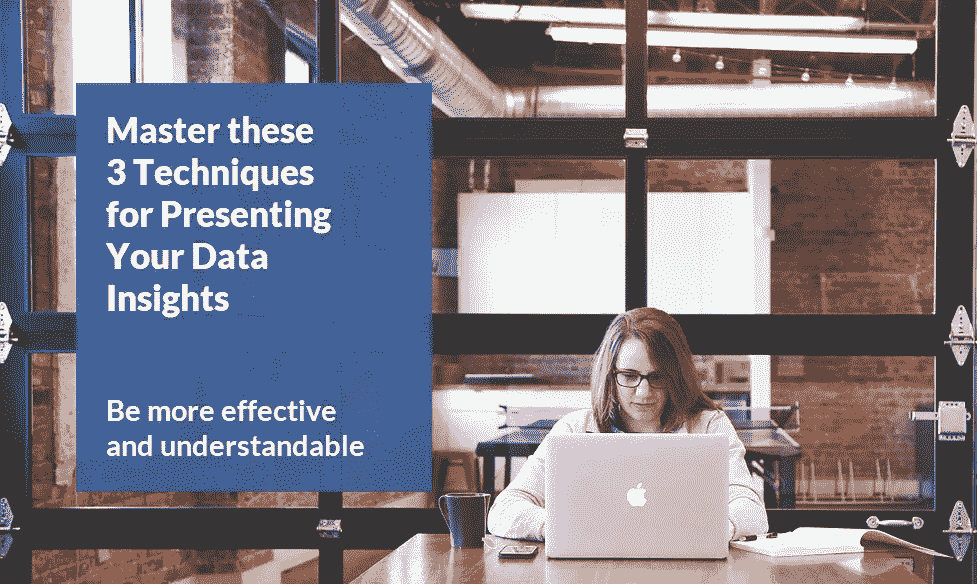 Master these
3 Techniques
for Presenting
Your Data
Insights
Be more effective
and understandable